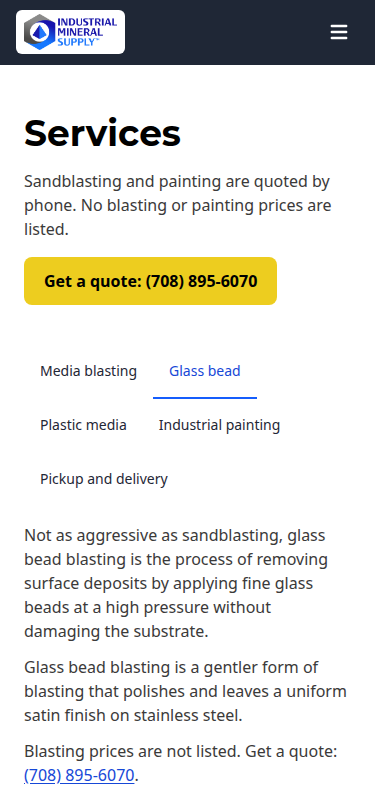 INDUSTRIAL
MINERAL
SUPPLY™
Services
Sandblasting and painting are quoted by
phone. No blasting or painting prices are
listed.
Get a quote: (708) 895-6070
Media blasting
Glass bead
Plastic media
Industrial painting
Pickup and delivery
Not as aggressive as sandblasting, glass
bead blasting is the process of removing
surface deposits by applying fine glass
beads at a high pressure without
damaging the substrate.
Glass bead blasting is a gentler form of
blasting that polishes and leaves a uniform
satin finish on stainless steel.
Blasting prices are not listed. Get a quote:
(708) 895-6070.